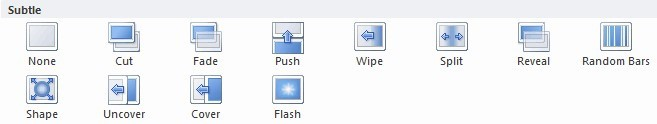 Subtle
None Cut Fade Push Wipe Split Reveal Random Bars
Shape Uncover Cover Flash